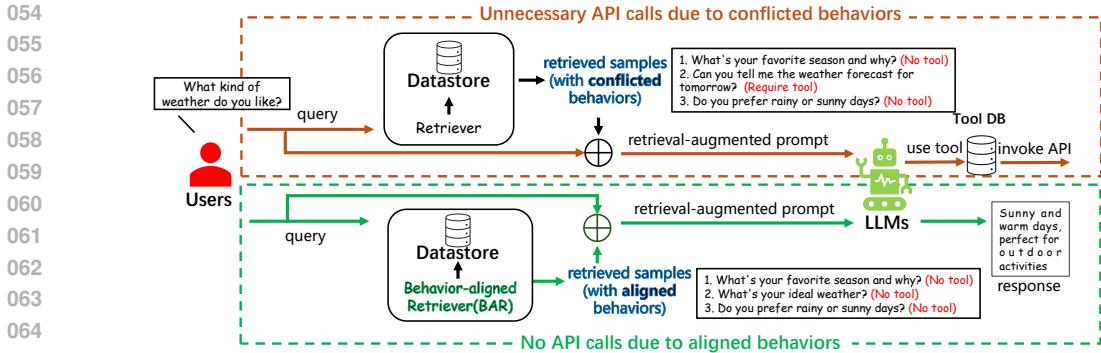 054
055
056
057
058
059
060
061
062
063
064
Unnecessary API calls due to conflicted behaviors
What kind of
weather do you like?
Users
query
Datastore
Retriever
retrieved samples
(with conflicted
behaviors)
1. What's your favorite season and why? (No tool)
2. Can you tell me the weather forecast for
tomorrow? (Require tool)
3. Do you prefer rainy or sunny days? (No tool)
retrieval-augmented prompt
use tool
Tool DB
invoke API
LLMs
query
Datastore
Behavior-aligned
Retriever(BAR)
retrieval-augmented prompt
retrieved samples
(with aligned
behaviors)
1. What's your favorite season and why? (No tool)
2. What's your ideal weather? (No tool)
3. Do you prefer rainy or sunny days? (No tool)
Sunny and
warm days,
perfect for
outdoor
activities
response
No API calls due to aligned behaviors